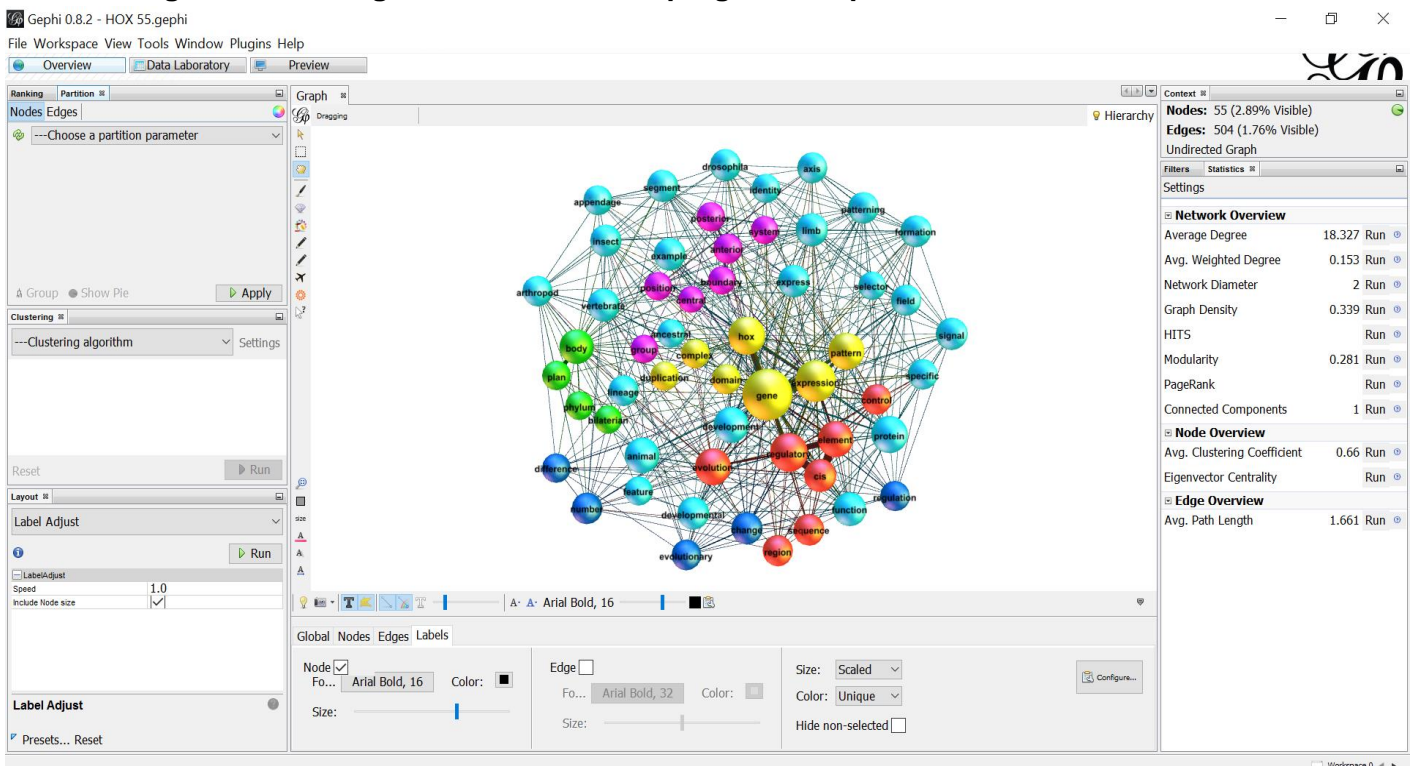 Gephi 0.8.2 - HOX 55.gephi
File Workspace View Tools Window Plugins Help
Overview Data Laboratory Preview
Ranking Partition
Nodes Edges
---Choose a partition parameter
Group Show Pie Apply
Clustering
---Clustering algorithm Settings
Reset Run
Layout
Label Adjust
Run
LabelAdjust
Speed 1.0
Include Node size
Label Adjust
Presets... Reset
Graph
Dragging Hierarchy
drosophila
axis
segment
identity
appendage
patterning
posterior
system
limb
formation
insect
anterior
example
position
boundary
express
selector
arthropod
central
field
vertebrate
ancestral
hox
signal
body
group
complex
pattern
plan
duplication
domain
expression
specific
lineage
gene
control
phylum
bilaterian
development
element
protein
animal
regulatory
difference
evolution
cis
feature
regulation
number
developmental
function
change
sequence
evolutionary
region
size
Arial Bold, 16
Global Nodes Edges Labels
Node
Fo... Arial Bold, 16 Color:
Size:
Edge
Fo... Arial Bold, 32 Color:
Size:
Size: Scaled
Color: Unique
Hide non-selected
Configure...
Context
Nodes: 55 (2.89% Visible)
Edges: 504 (1.76% Visible)
Undirected Graph
Filters Statistics
Settings
Network Overview
Average Degree 18.327 Run
Avg. Weighted Degree 0.153 Run
Network Diameter 2 Run
Graph Density 0.339 Run
HITS Run
Modularity 0.281 Run
PageRank Run
Connected Components 1 Run
Node Overview
Avg. Clustering Coefficient 0.66 Run
Eigenvector Centrality Run
Edge Overview
Avg. Path Length 1.661 Run
Workspace 0